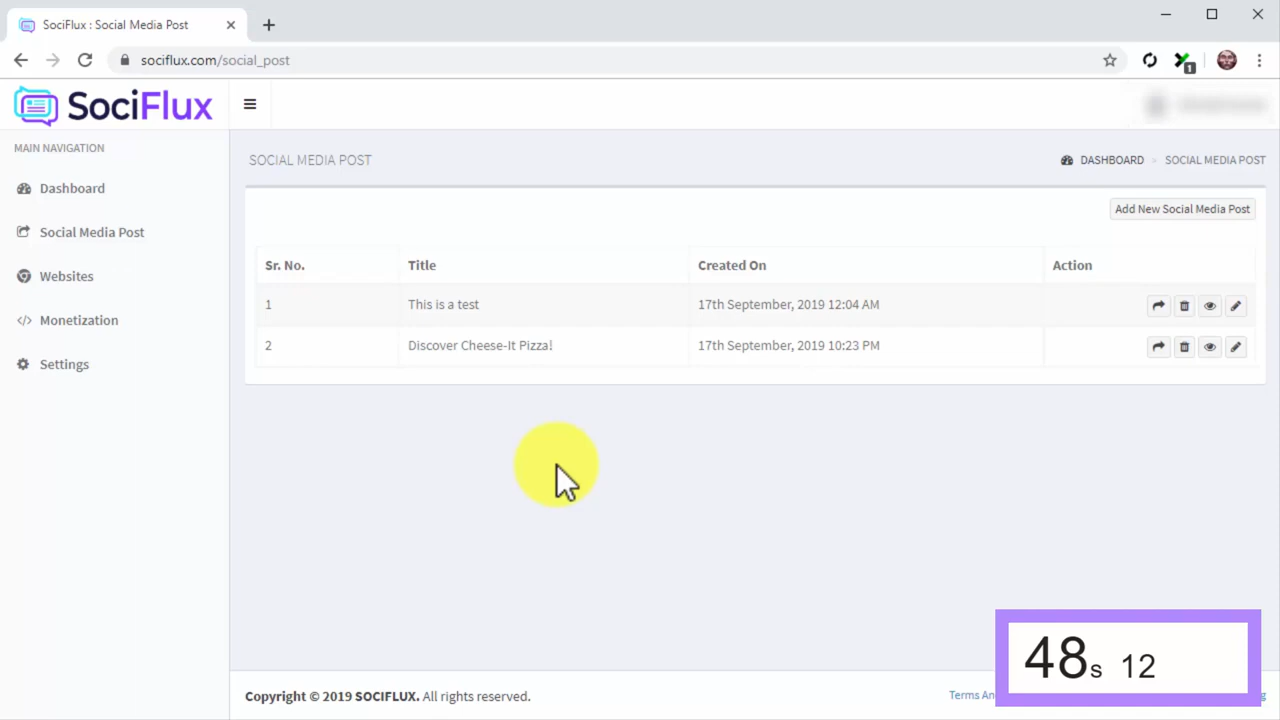 SociFlux : Social Media Post
sociflux.com/social_post
1
SociFlux
MAIN NAVIGATION
Dashboard
Social Media Post
Websites
Monetization
Settings
SOCIAL MEDIA POST
DASHBOARD > SOCIAL MEDIA POST
Add New Social Media Post
Sr. No. Title Created On Action
1 This is a test 17th September, 2019 12:04 AM
2 Discover Cheese-It Pizza! 17th September, 2019 10:23 PM
48s 12
Copyright © 2019 SOCIFLUX. All rights reserved.
Terms